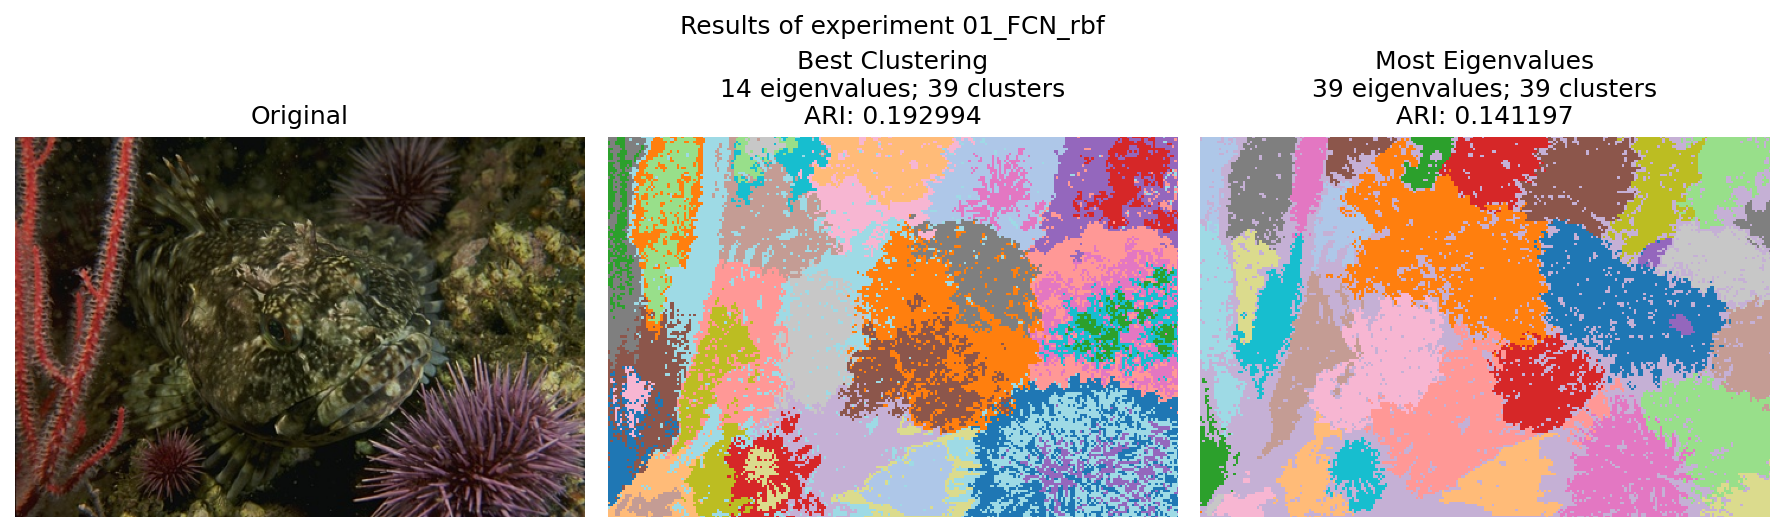 Results of experiment 01_FCN_rbf
Original
Best Clustering
14 eigenvalues; 39 clusters
ARI: 0.192994
Most Eigenvalues
39 eigenvalues; 39 clusters
ARI: 0.141197